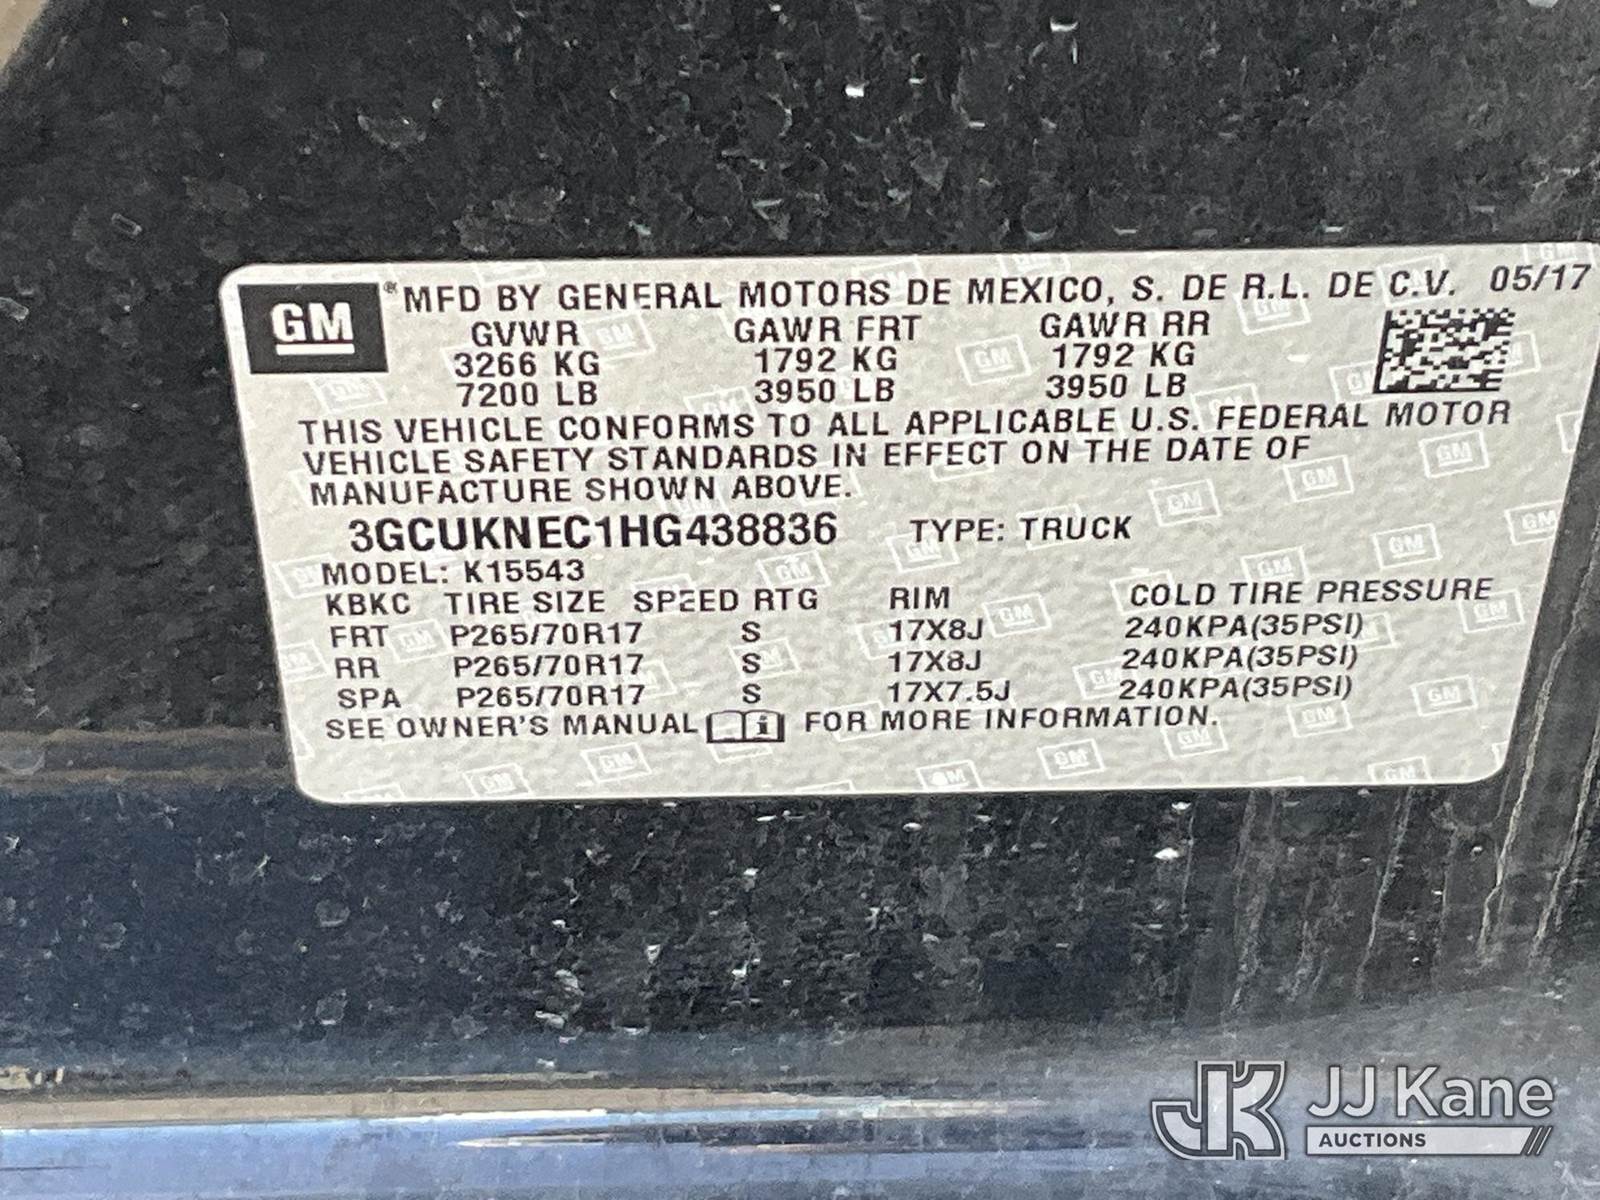 GM ® MFD BY GENERAL MOTORS DE MEXICO, S. DE R.L. DE C.V. 05/17
GVWR GAWR FRT GAWR RR
3266 KG 1792 KG 1792 KG
7200 LB 3950 LB 3950 LB
THIS VEHICLE CONFORMS TO ALL APPLICABLE U.S. FEDERAL MOTOR
VEHICLE SAFETY STANDARDS IN EFFECT ON THE DATE OF
MANUFACTURE SHOWN ABOVE.
3GCUKNEC1HG438836 TYPE: TRUCK
MODEL: K15543
KBKC TIRE SIZE SPEED RTG RIM COLD TIRE PRESSURE
FRT P265/70R17 S 17X8J 240KPA(35PSI)
RR P265/70R17 S 17X8J 240KPA(35PSI)
SPA P265/70R17 S 17X7.5J 240KPA(35PSI)
SEE OWNER'S MANUAL FOR MORE INFORMATION.
JK JJ Kane
AUCTIONS